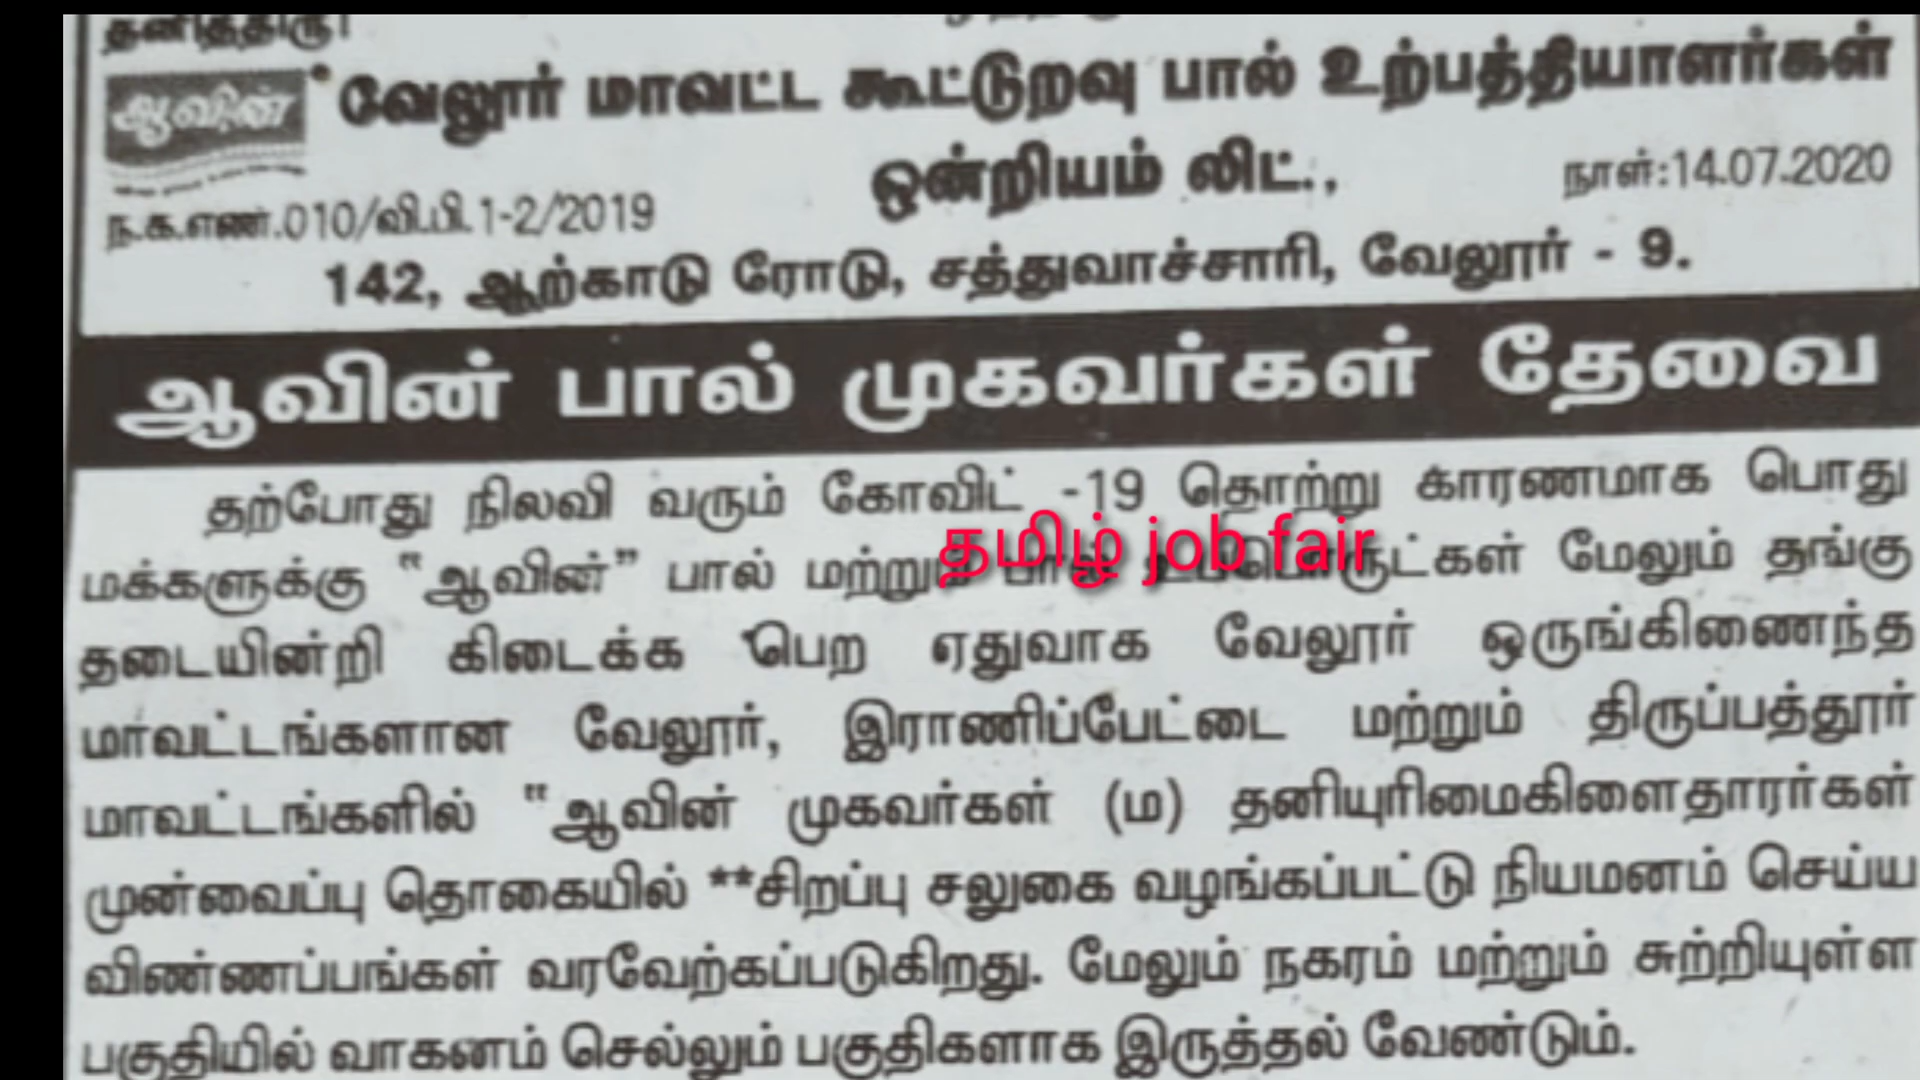 தனித்திரு!
ஆவின்
வேலூர் மாவட்ட கூட்டுறவு பால் உற்பத்தியாளர்கள்
ஒன்றியம் லிட்.,
நாள்:14.07.2020
ந.க.எண்.010/வி.பி.1-2/2019
142, ஆற்காடு ரோடு, சத்துவாச்சாரி, வேலூர் - 9.
ஆவின் பால் முகவர்கள் தேவை
தற்போது நிலவி வரும் கோவிட் -19 தொற்று காரணமாக பொது
தமிழ் job fair
மக்களுக்கு "ஆவின்" பால் மற்றும் பால் உபபொருட்கள் மேலும் தங்கு
தடையின்றி கிடைக்க பெற ஏதுவாக வேலூர் ஒருங்கிணைந்த
மாவட்டங்களான வேலூர், இராணிப்பேட்டை மற்றும் திருப்பத்தூர்
மாவட்டங்களில் "ஆவின் முகவர்கள் (ம) தனியுரிமைகிளைதாரர்கள்
முன்வைப்பு தொகையில் **சிறப்பு சலுகை வழங்கப்பட்டு நியமனம் செய்ய
விண்ணப்பங்கள் வரவேற்கப்படுகிறது. மேலும் நகரம் மற்றும் சுற்றியுள்ள
பகுதியில் வாகனம் செல்லும் பகுதிகளாக இருத்தல் வேண்டும்.